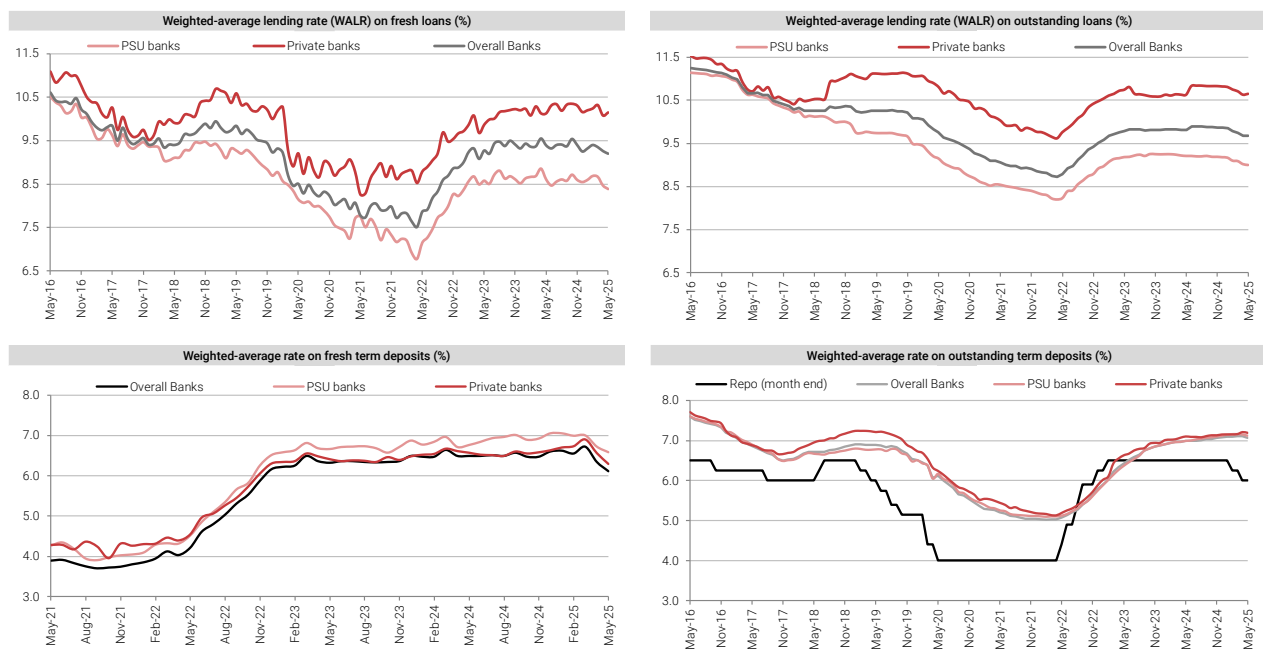 Weighted-average lending rate (WALR) on fresh loans (%)
PSU banks Private banks Overall Banks
11.5
10.5
9.5
8.5
7.5
6.5
May-16 Nov-16 May-17 Nov-17 May-18 Nov-18 May-19 Nov-19 May-20 Nov-20 May-21 Nov-21 May-22 Nov-22 May-23 Nov-23 May-24 Nov-24 May-25
Weighted-average lending rate (WALR) on outstanding loans (%)
PSU banks Private banks Overall Banks
11.5
10.5
9.5
8.5
7.5
6.5
May-16 Nov-16 May-17 Nov-17 May-18 Nov-18 May-19 Nov-19 May-20 Nov-20 May-21 Nov-21 May-22 Nov-22 May-23 Nov-23 May-24 Nov-24 May-25
Weighted-average rate on fresh term deposits (%)
Overall Banks PSU banks Private banks
8.0
7.0
6.0
5.0
4.0
3.0
May-21 Aug-21 Nov-21 Feb-22 May-22 Aug-22 Nov-22 Feb-23 May-23 Aug-23 Nov-23 Feb-24 May-24 Aug-24 Nov-24 Feb-25 May-25
Weighted-average rate on outstanding term deposits (%)
Repo (month end) Overall Banks PSU banks Private banks
8.0
7.0
6.0
5.0
4.0
3.0
May-16 Nov-16 May-17 Nov-17 May-18 Nov-18 May-19 Nov-19 May-20 Nov-20 May-21 Nov-21 May-22 Nov-22 May-23 Nov-23 May-24 Nov-24 May-25